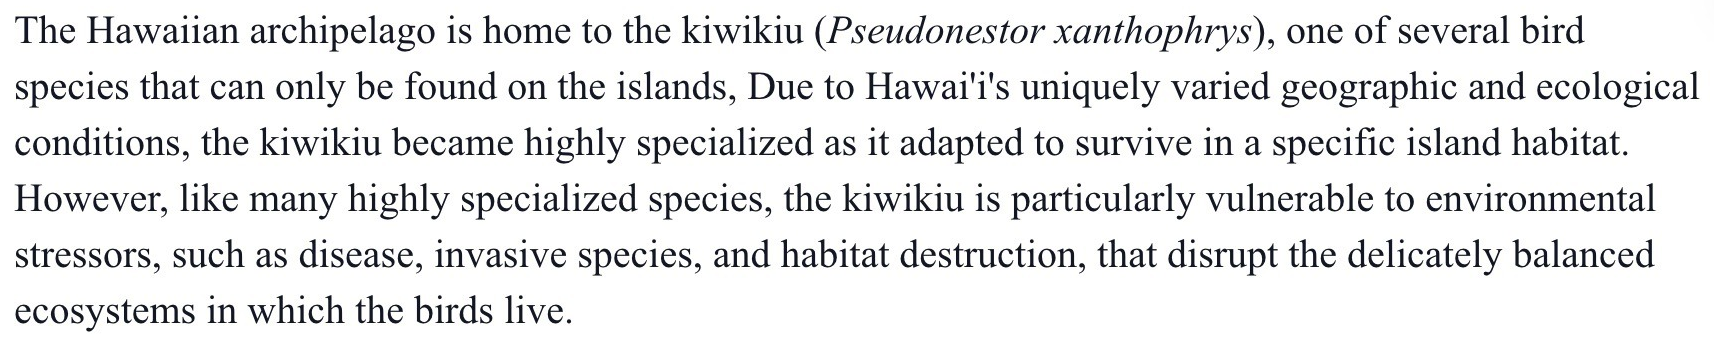 The Hawaiian archipelago is home to the kiwikiu (Pseudonestor xanthophrys), one of several bird
species that can only be found on the islands, Due to Hawai'i's uniquely varied geographic and ecological
conditions, the kiwikiu became highly specialized as it adapted to survive in a specific island habitat.
However, like many highly specialized species, the kiwikiu is particularly vulnerable to environmental
stressors, such as disease, invasive species, and habitat destruction, that disrupt the delicately balanced
ecosystems in which the birds live.